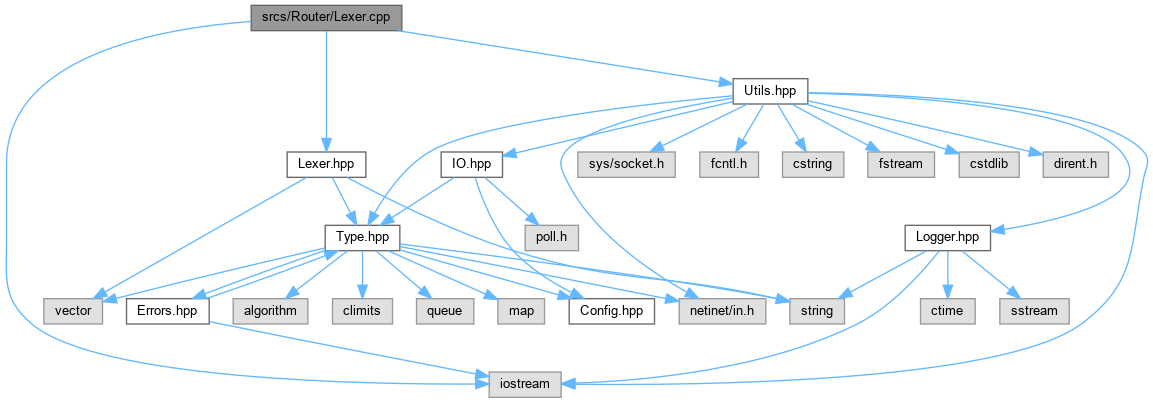 srcs/Router/Lexer.cpp
Utils.hpp
Lexer.hpp
IO.hpp
sys/socket.h
fcntl.h
cstring
fstream
cstdlib
dirent.h
Type.hpp
poll.h
Logger.hpp
vector
Errors.hpp
algorithm
climits
queue
map
Config.hpp
netinet/in.h
string
ctime
sstream
iostream